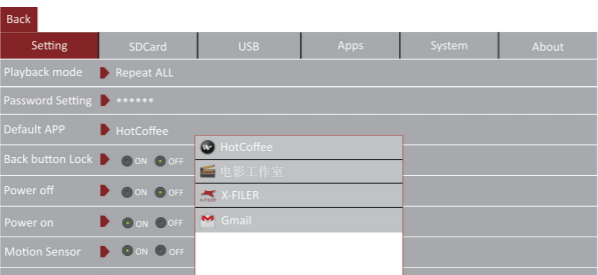 Back
Setting SDCard USB Apps System About
Playback mode Repeat ALL
Password Setting ******
Default APP HotCoffee
HotCoffee
Back button Lock ON OFF
电影工作室
Power off ON OFF
X-FILER X-FILER
Power on ON OFF
Gmail
Motion Sensor ON OFF